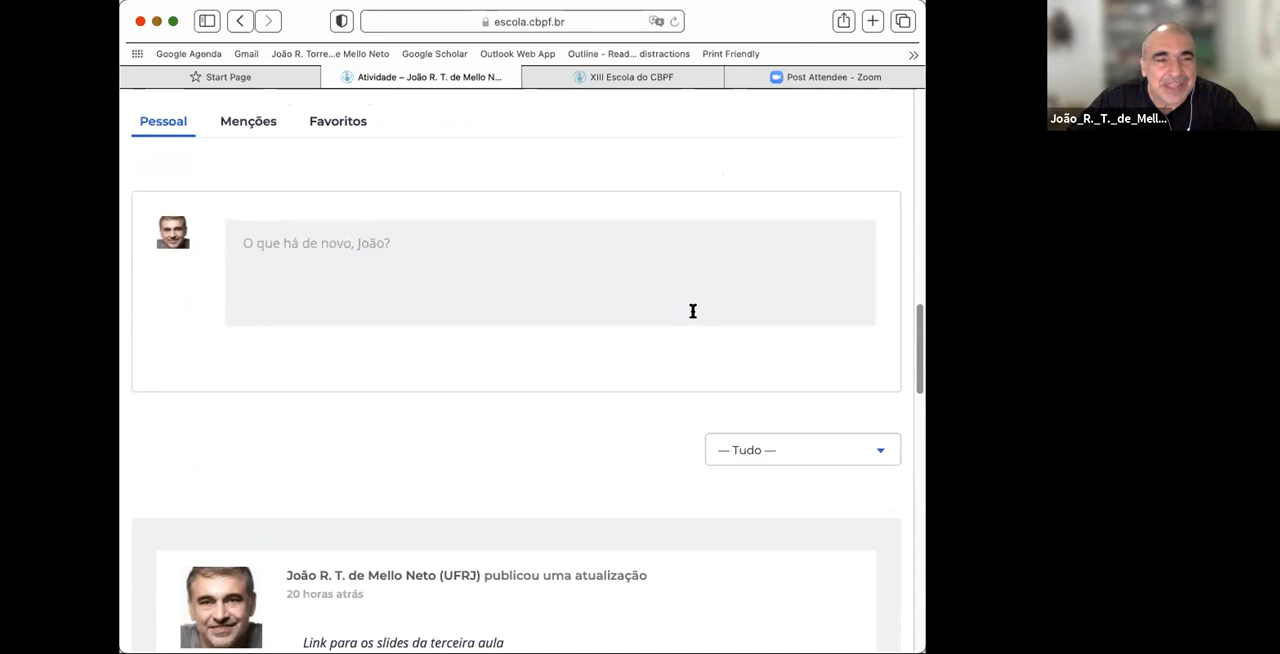 escola.cbpf.br
Google Agenda Gmail João R. Torre...e Mello Neto Google Scholar Outlook Web App Outline - Read... distractions Print Friendly
Start Page Atividade – João R. T. de Mello N... XIII Escola do CBPF Post Attendee - Zoom
Pessoal Menções Favoritos
O que há de novo, João?
— Tudo —
João R. T. de Mello Neto (UFRJ) publicou uma atualização
20 horas atrás
Link para os slides da terceira aula
João_R._T._de_Mell...